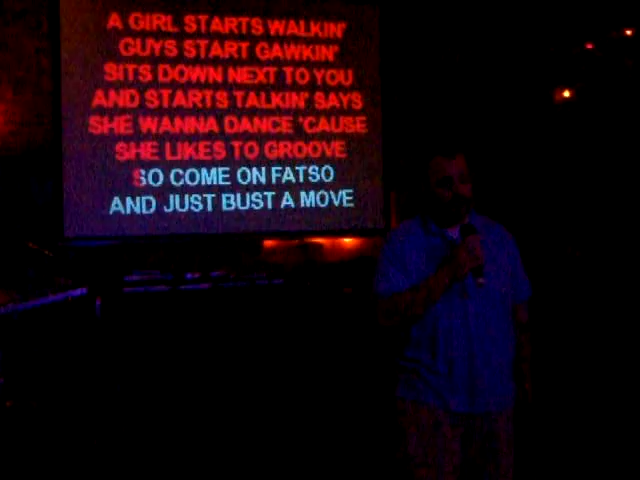 A GIRL STARTS WALKIN'
GUYS START GAWKIN'
SITS DOWN NEXT TO YOU
AND STARTS TALKIN' SAYS
SHE WANNA DANCE 'CAUSE
SHE LIKES TO GROOVE
SO COME ON FATSO
AND JUST BUST A MOVE